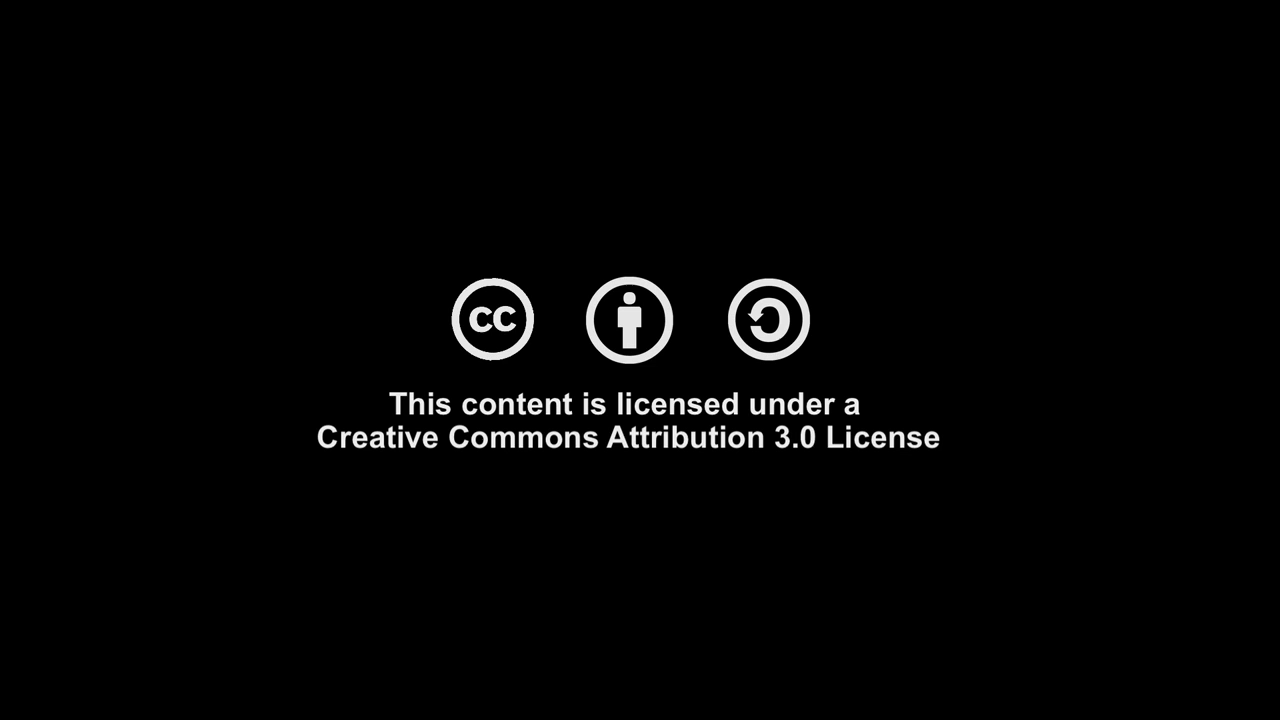 cc
This content is licensed under a
Creative Commons Attribution 3.0 License